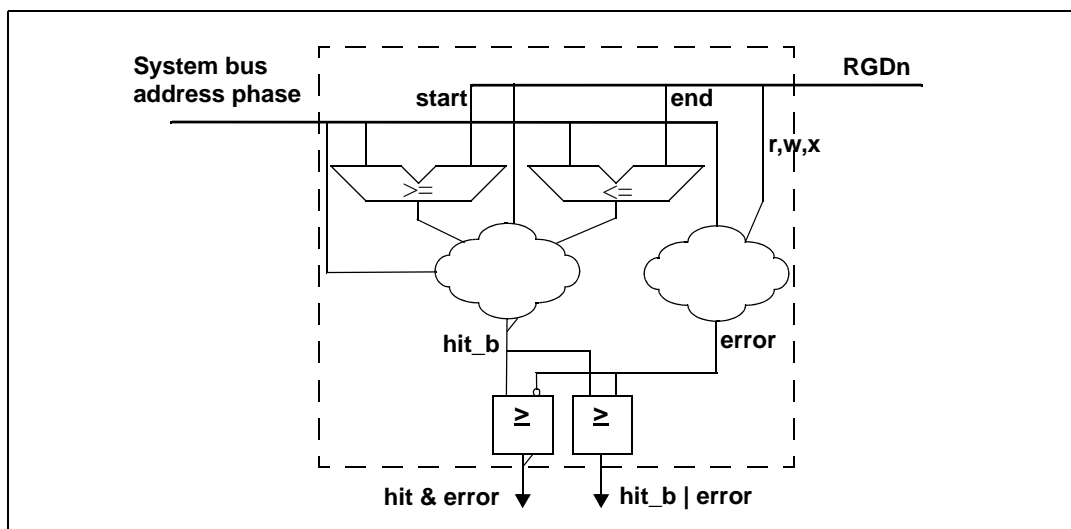 System bus
address phase
RGDn
start
end
r,w,x
>=
<=
hit_b
error
≥
≥
hit & error
hit_b | error